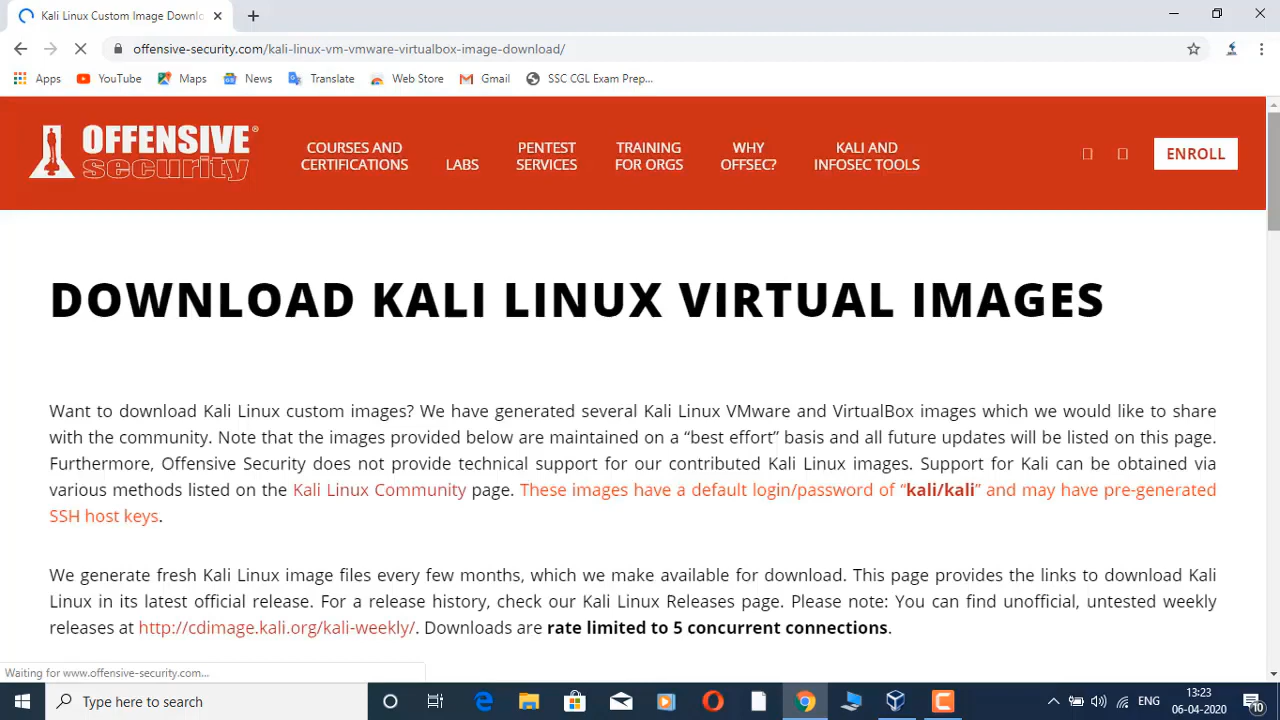 Kali Linux Custom Image Downlo
offensive-security.com/kali-linux-vm-vmware-virtualbox-image-download/
Apps YouTube Maps News Translate Web Store Gmail SSC CGL Exam Prep...
OFFENSIVE®
security
COURSES AND
CERTIFICATIONS
LABS
PENTEST
SERVICES
TRAINING
FOR ORGS
WHY
OFFSEC?
KALI AND
INFOSEC TOOLS
ENROLL
DOWNLOAD KALI LINUX VIRTUAL IMAGES
Want to download Kali Linux custom images? We have generated several Kali Linux VMware and VirtualBox images which we would like to share
with the community. Note that the images provided below are maintained on a “best effort” basis and all future updates will be listed on this page.
Furthermore, Offensive Security does not provide technical support for our contributed Kali Linux images. Support for Kali can be obtained via
various methods listed on the Kali Linux Community page. These images have a default login/password of “kali/kali” and may have pre-generated
SSH host keys.
We generate fresh Kali Linux image files every few months, which we make available for download. This page provides the links to download Kali
Linux in its latest official release. For a release history, check our Kali Linux Releases page. Please note: You can find unofficial, untested weekly
releases at http://cdimage.kali.org/kali-weekly/. Downloads are rate limited to 5 concurrent connections.
Waiting for www.offensive-security.com...
Type here to search
ENG
13:23
06-04-2020
10